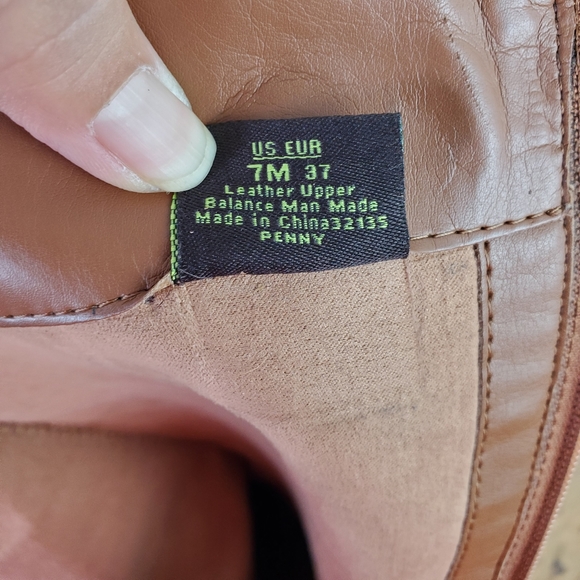 US EUR
7M 37
Leather Upper
Balance Man Made
Made in China32135
PENNY